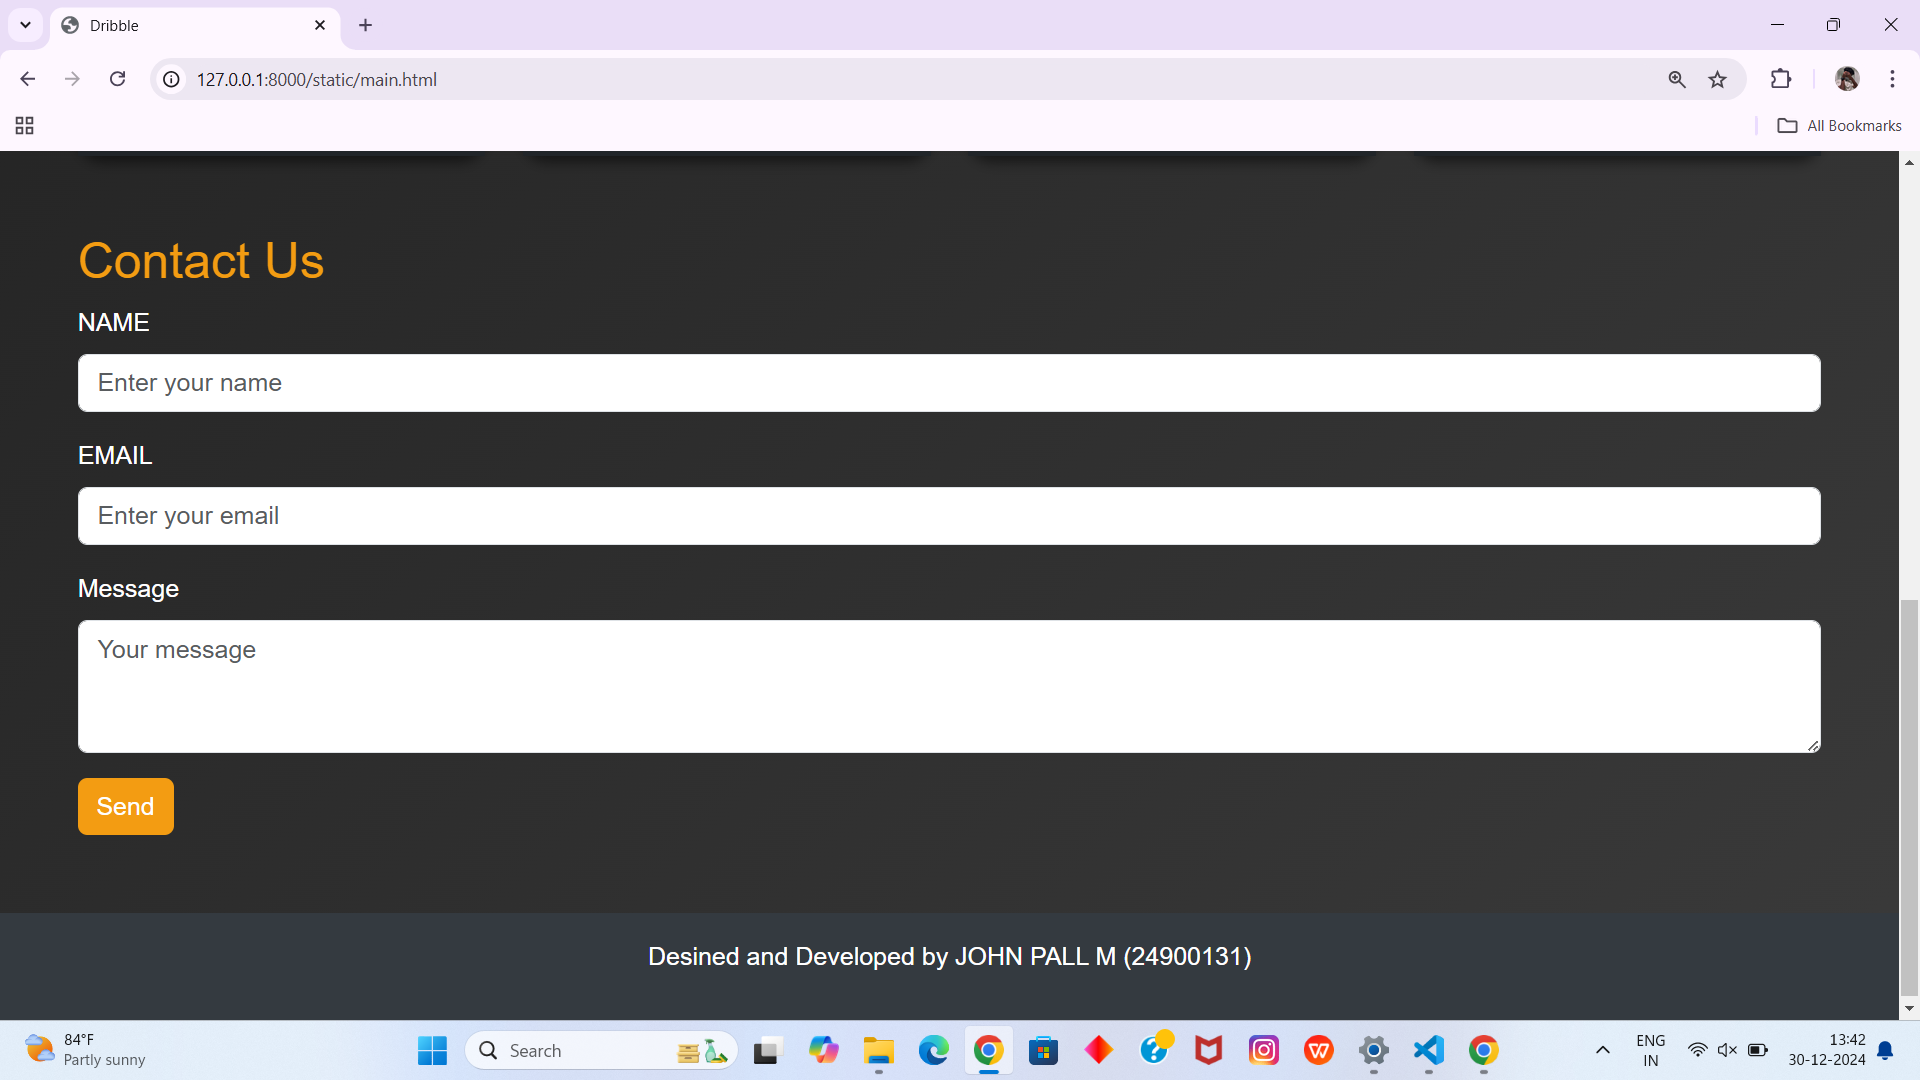 Dribble
127.0.0.1:8000/static/main.html
All Bookmarks
Contact Us
NAME
Enter your name
EMAIL
Enter your email
Message
Your message
Send
Desined and Developed by JOHN PALL M (24900131)
84°F
Partly sunny
Search
ENG
IN
13:42
30-12-2024